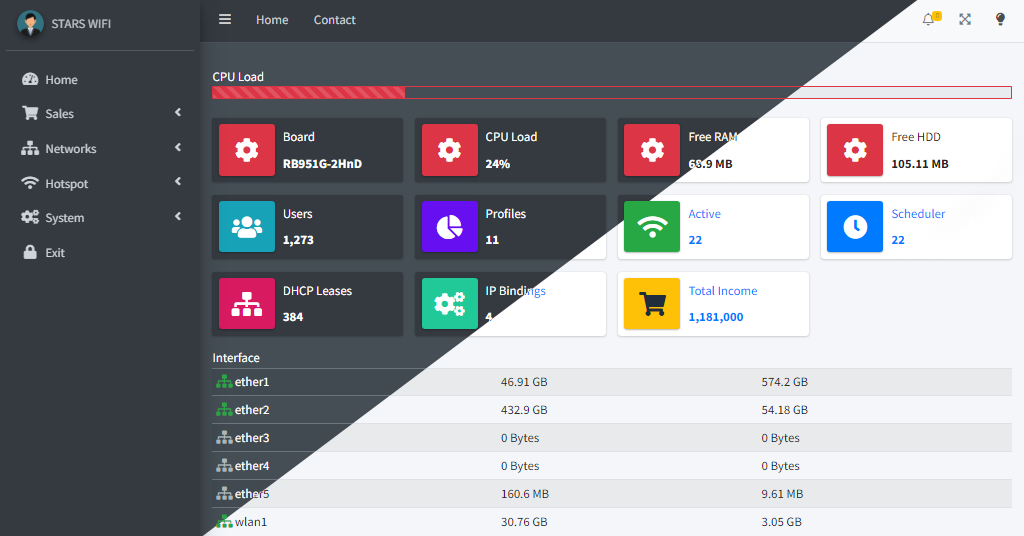 STARS WIFI
Home Contact
Home
Sales
Networks
Hotspot
System
Exit
CPU Load
Board
RB951G-2HnD
CPU Load
24%
Free RAM
MB
Free HDD
105.11 MB
Users
1,273
Profiles
11
Active
22
Scheduler
22
DHCP Leases
384
IP Bindings
4
Total Income
1,181,000
Interface
ether1 46.91 GB 574.2 GB
ether2 432.9 GB 54.18 GB
ether3 0 Bytes 0 Bytes
ether4 0 Bytes 0 Bytes
ether5 160.6 MB 9.61 MB
wlan1 30.76 GB 3.05 GB